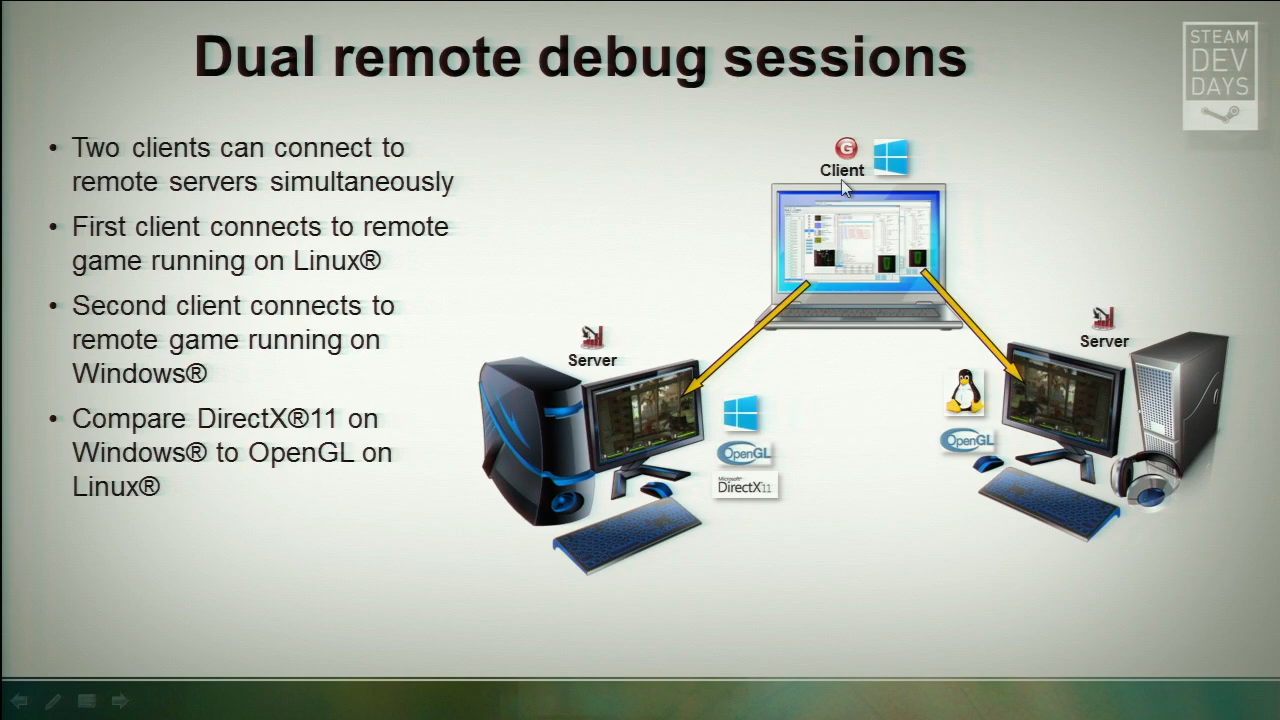 Dual remote debug sessions
STEAM
DEV
DAYS
• Two clients can connect to
remote servers simultaneously
• First client connects to remote
game running on Linux®
• Second client connects to
remote game running on
Windows®
• Compare DirectX®11 on
Windows® to OpenGL on
Linux®
G
Client
Server
Server
OpenGL
Microsoft®
DirectX11
OpenGL